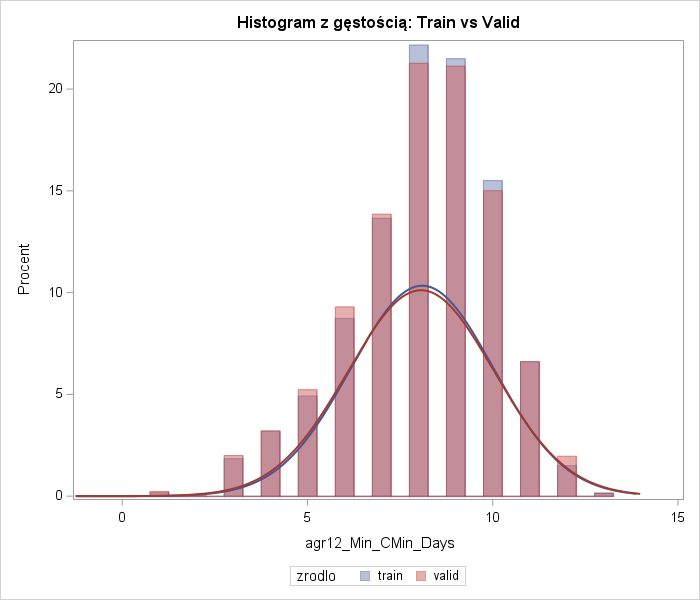 Histogram z gęstością: Train vs Valid
Procent
20
15
10
5
0
0 5 10 15
agr12_Min_CMin_Days
zrodlo train valid